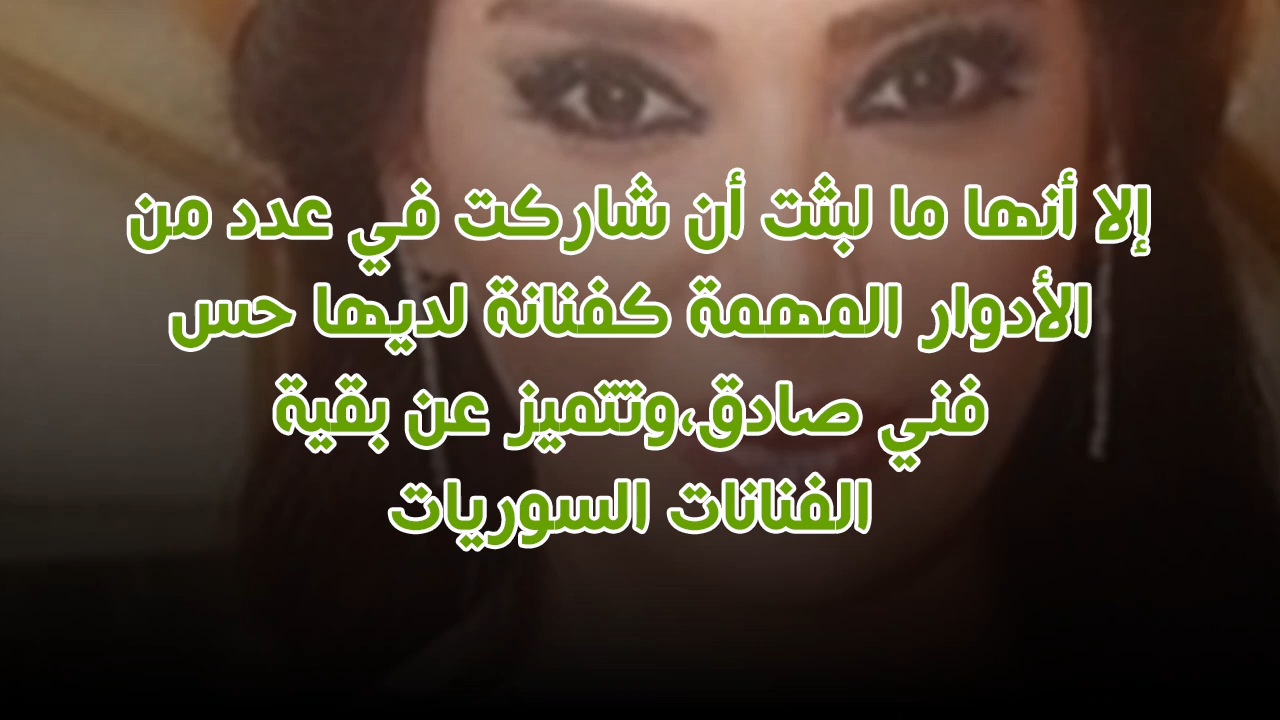 إلا أنها ما لبثت أن شاركت في عدد من
الأدوار المهمة كفنانة لديها حس
فني صادق،وتتميز عن بقية
الفنانات السوريات